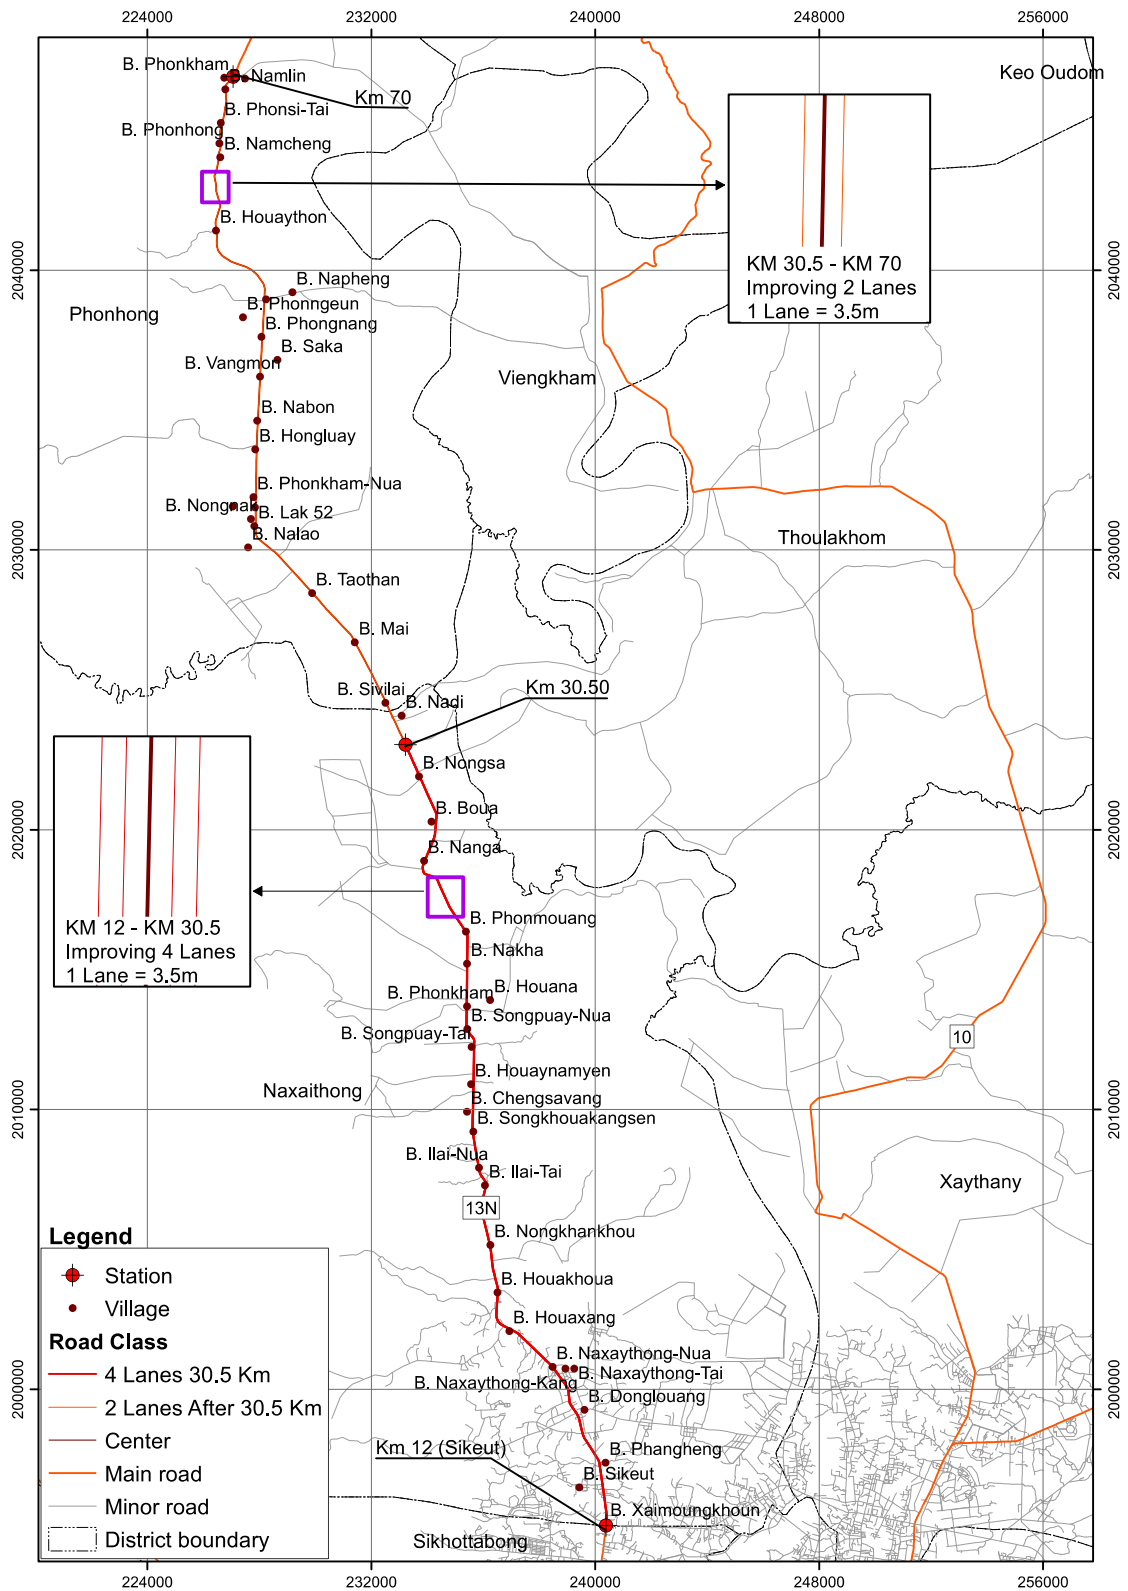 224000
232000
240000
248000
256000
B. Phonkham
Namlin
Keo Oudom
Km 70
B. Phonsi-Tai
B. Phonhong
B. Namcheng
B. Houaython
KM 30.5 - KM 70
Improving 2 Lanes
1 Lane = 3.5m
2040000
2040000
B. Napheng
B. Phonngeun
Phonhong
B. Phongnang
B. Saka
B. Vangmon
Viengkham
B. Nabon
B. Hongluay
B. Phonkham-Nua
B. Nongnak
B. Lak 52
B. Nalao
Thoulakhom
2030000
2030000
B. Taothan
B. Mai
B. Sivilai
Km 30.50
B. Nadi
B. Nongsa
B. Boua
2020000
2020000
B. Nanga
KM 12 - KM 30.5
Improving 4 Lanes
1 Lane = 3.5m
B. Phonmouang
B. Nakha
B. Phonkham
B. Houana
B. Songpuay-Nua
B. Songpuay-Tai
10
B. Houaynamyen
Naxaithong
B. Chengsavang
B. Songkhouakangsen
2010000
2010000
B. Ilai-Nua
B. Ilai-Tai
Xaythany
13N
B. Nongkhankhou
B. Houakhoua
B. Houaxang
B. Naxaythong-Nua
B. Naxaythong-Tai
B. Naxaythong-Kang
B. Donglouang
2000000
2000000
Km 12 (Sikeut)
B. Phangheng
B. Sikeut
B. Xaimoungkhoun
Sikhottabong
Legend
Station
Village
Road Class
4 Lanes 30.5 Km
2 Lanes After 30.5 Km
Center
Main road
Minor road
District boundary
224000
232000
240000
248000
256000